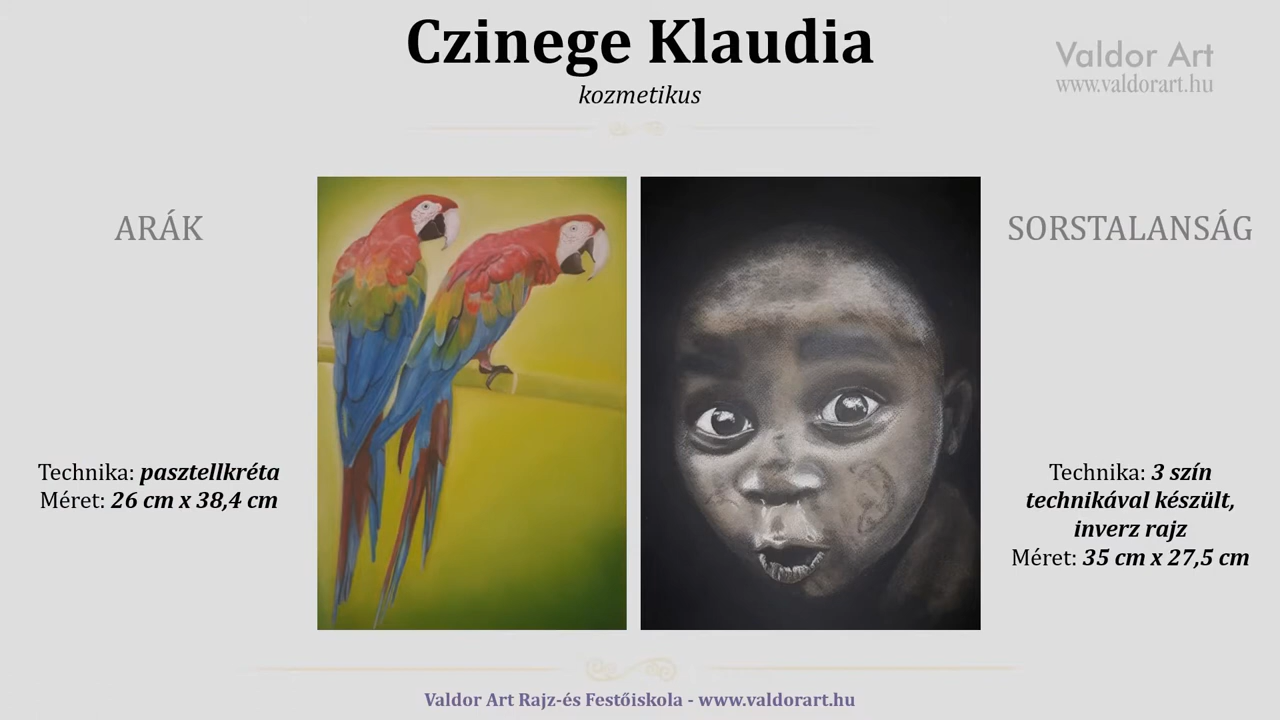 Czinege Klaudia
kozmetikus
Valdor Art
www.valdorart.hu
ARÁK
Technika: pasztellkréta
Méret: 26 cm x 38,4 cm
SORSTALANSÁG
Technika: 3 szín
technikával készült,
inverz rajz
Méret: 35 cm x 27,5 cm
Valdor Art Rajz-és Festőiskola - www.valdorart.hu